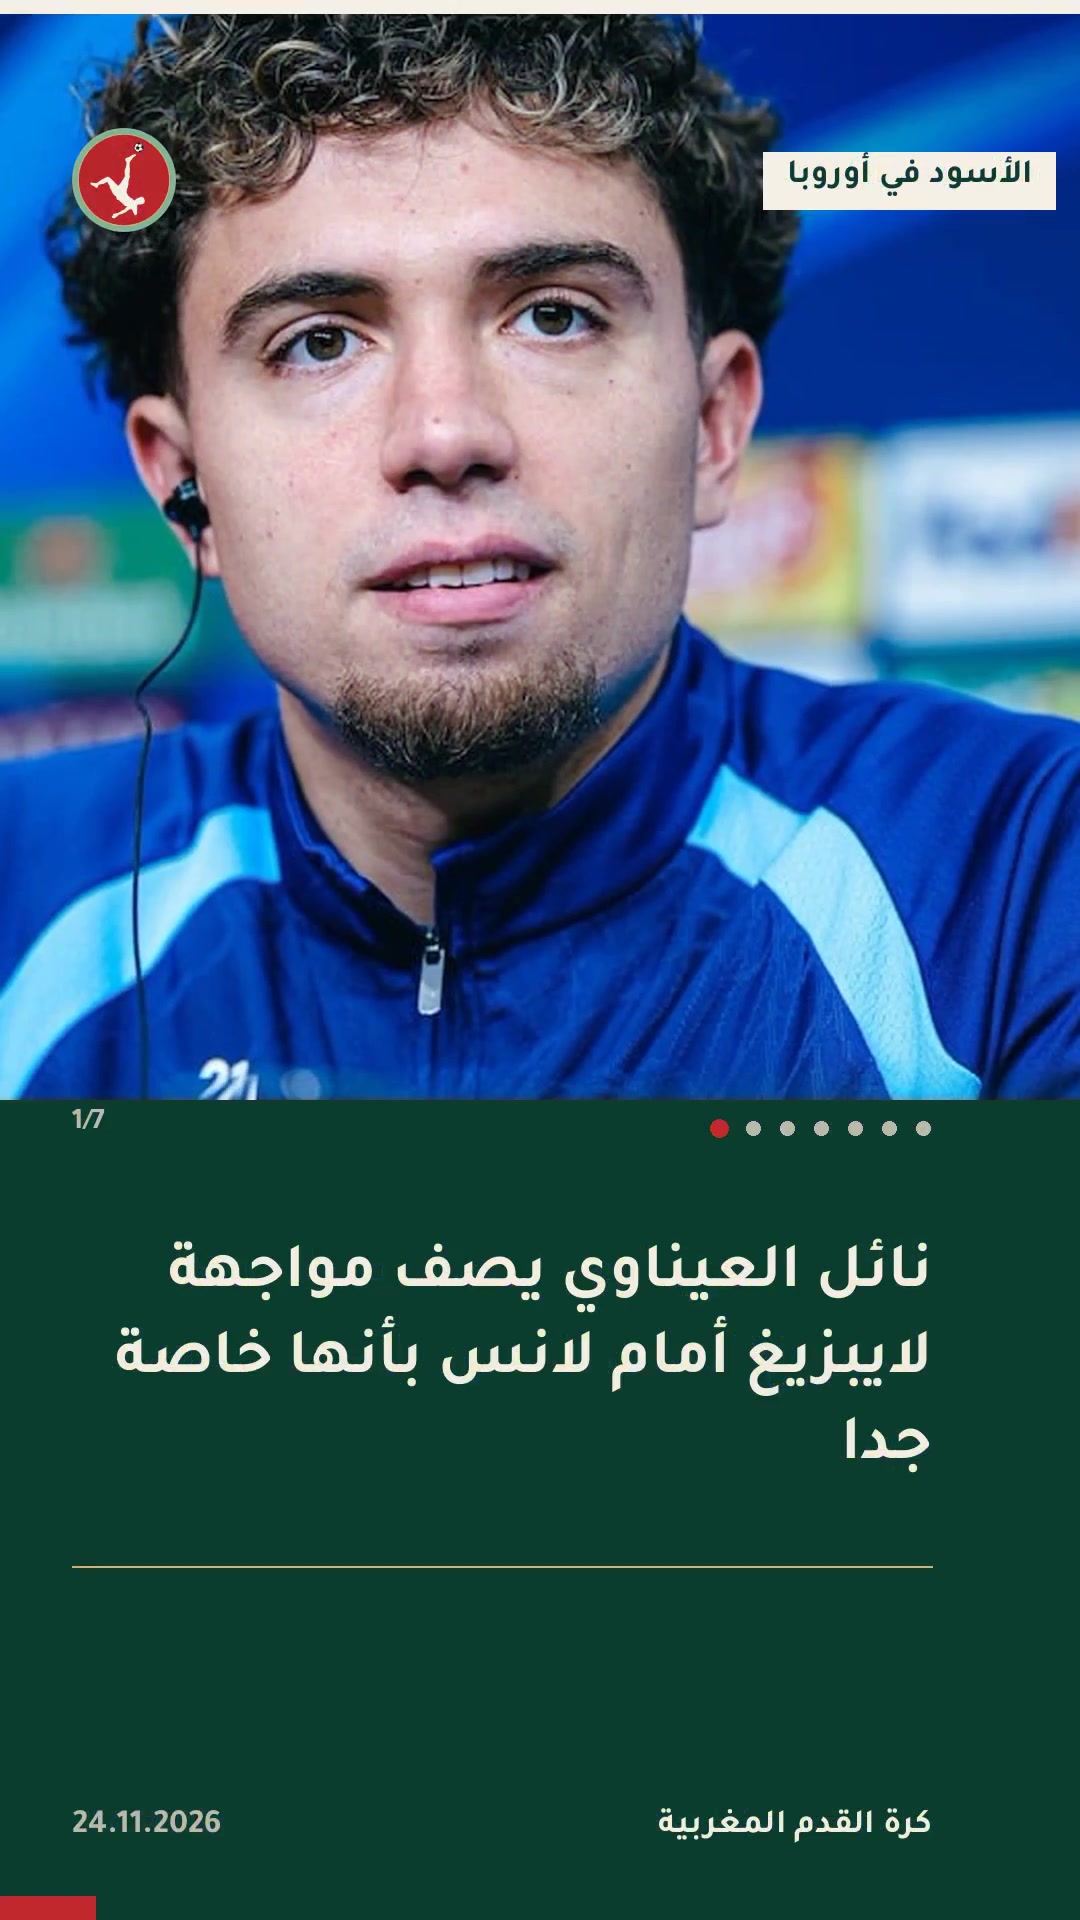 الأسود في أوروبا
21
1/7
نائل العيناوي يصف مواجهة
لايبزيغ أمام لانس بأنها خاصة
جدا
24.11.2026
كرة القدم المغربية